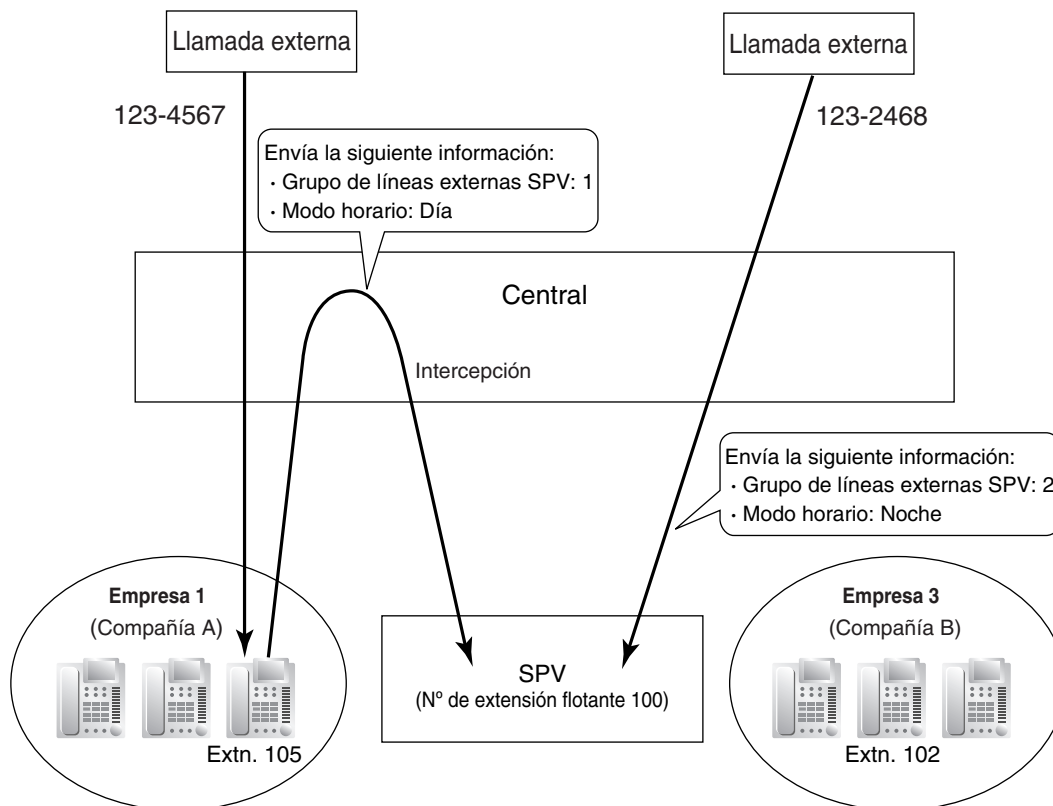 Llamada externa
Llamada externa
123-4567
123-2468
Envía la siguiente información:
· Grupo de líneas externas SPV: 1
· Modo horario: Día
Central
Intercepción
Envía la siguiente información:
· Grupo de líneas externas SPV: 2
· Modo horario: Noche
Empresa 1
(Compañía A)
Extn. 105
SPV
(Nº de extensión flotante 100)
Empresa 3
(Compañía B)
Extn. 102